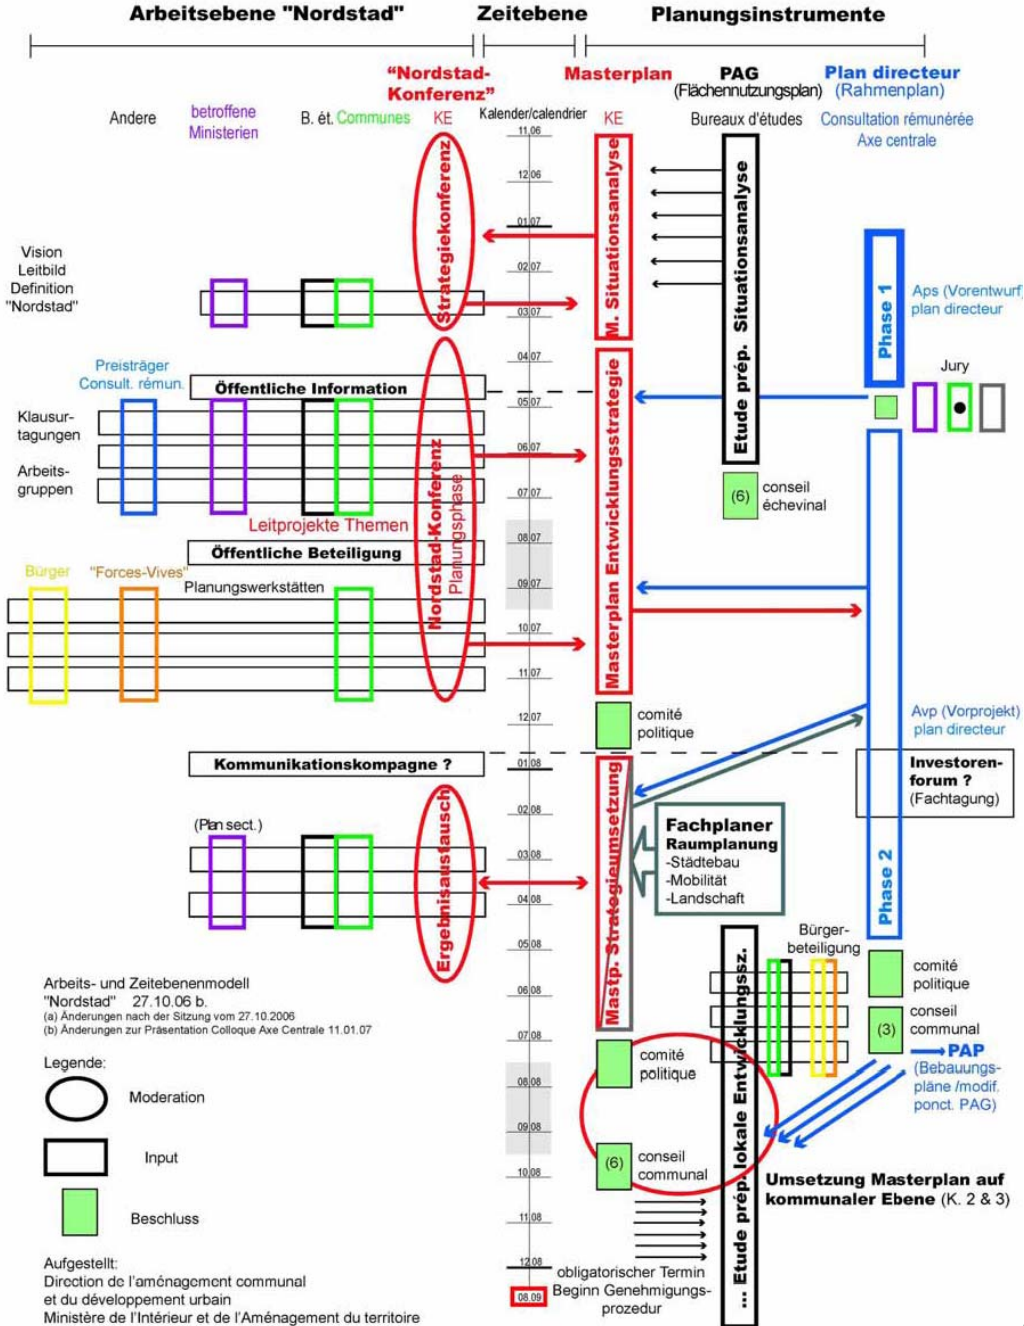 Arbeitsebene "Nordstad"
Zeitebene
Planungsinstrumente
"Nordstad-
Konferenz"
Masterplan
PAG
(Flächennutzungsplan)
Plan directeur
(Rahmenplan)
Andere
betroffene
Ministerien
B. ét. Communes
KE
Kalender/calendrier
KE
Bureaux d'études
Consultation rémunérée
Axe centrale
11.06
12.06
01.07
02.07
03.07
04.07
05.07
06.07
07.07
08.07
09.07
10.07
11.07
12.07
01.08
02.08
03.08
04.08
05.08
06.08
07.08
08.08
09.08
10.08
11.08
12.08
08.09
Strategiekonferenz
M. Situationsanalyse
Etude prép. Situationsanalyse
Phase 1
Aps (Vorentwurf)
plan directeur
Vision
Leitbild
Definition
"Nordstad"
Jury
Preisträger
Consult. rémun.
Öffentliche Information
Klausur-
tagungen
Arbeits-
gruppen
Nordstad-Konferenz
Planungsphase
Masterplan Entwicklungsstrategie
(6)
conseil
échevinal
Leitprojekte Themen
Öffentliche Beteiligung
Bürger
"Forces-Vives"
Planungswerkstätten
comité
politique
Avp (Vorprojekt)
plan directeur
Kommunikationskompagne ?
Investoren-
forum ?
(Fachtagung)
(Plan sect.)
Ergebnisaustausch
Mastp. Strategieumsetzung
Fachplaner
Raumplanung
-Städtebau
-Mobilität
-Landschaft
Phase 2
Bürger-
beteiligung
... Etude prép. lokale Entwicklungssz.
comité
politique
(3)
conseil
communal
PAP
(Bebauungs-
pläne /modif.
ponct. PAG)
comité
politique
(6)
conseil
communal
Umsetzung Masterplan auf
kommunaler Ebene (K. 2 & 3)
obligatorischer Termin
Beginn Genehmigungs-
prozedur
Arbeits- und Zeitebenenmodell
"Nordstad" 27.10.06 b.
(a) Änderungen nach der Sitzung vom 27.10.2006
(b) Änderungen zur Präsentation Colloque Axe Centrale 11.01.07
Legende:
Moderation
Input
Beschluss
Aufgestellt:
Direction de l'aménagement communal
et du développement urbain
Ministère de l'Intérieur et de l'Aménagement du territoire